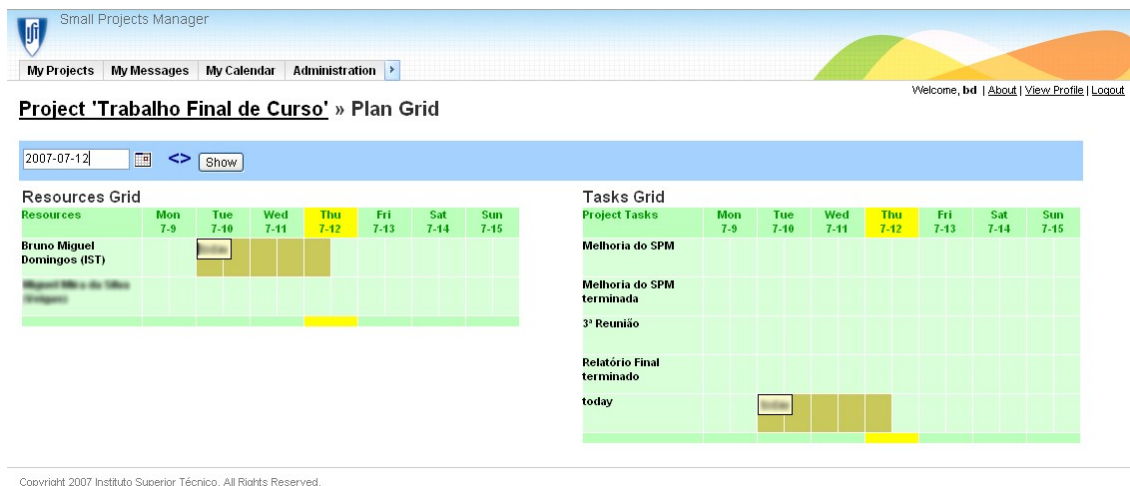 Small Projects Manager
My Projects My Messages My Calendar Administration >
Welcome, bd | About | View Profile | Logout
Project 'Trabalho Final de Curso' » Plan Grid
2007-07-12 <> Show
Resources Grid
Resources Mon Tue Wed Thu Fri Sat Sun
7-9 7-10 7-11 7-12 7-13 7-14 7-15
Bruno Miguel
Domingos (IST)
Tasks Grid
Project Tasks Mon Tue Wed Thu Fri Sat Sun
7-9 7-10 7-11 7-12 7-13 7-14 7-15
Melhoria do SPM
Melhoria do SPM
terminada
3ª Reunião
Relatório Final
terminado
today
Copyright 2007 Instituto Superior Técnico. All Rights Reserved.